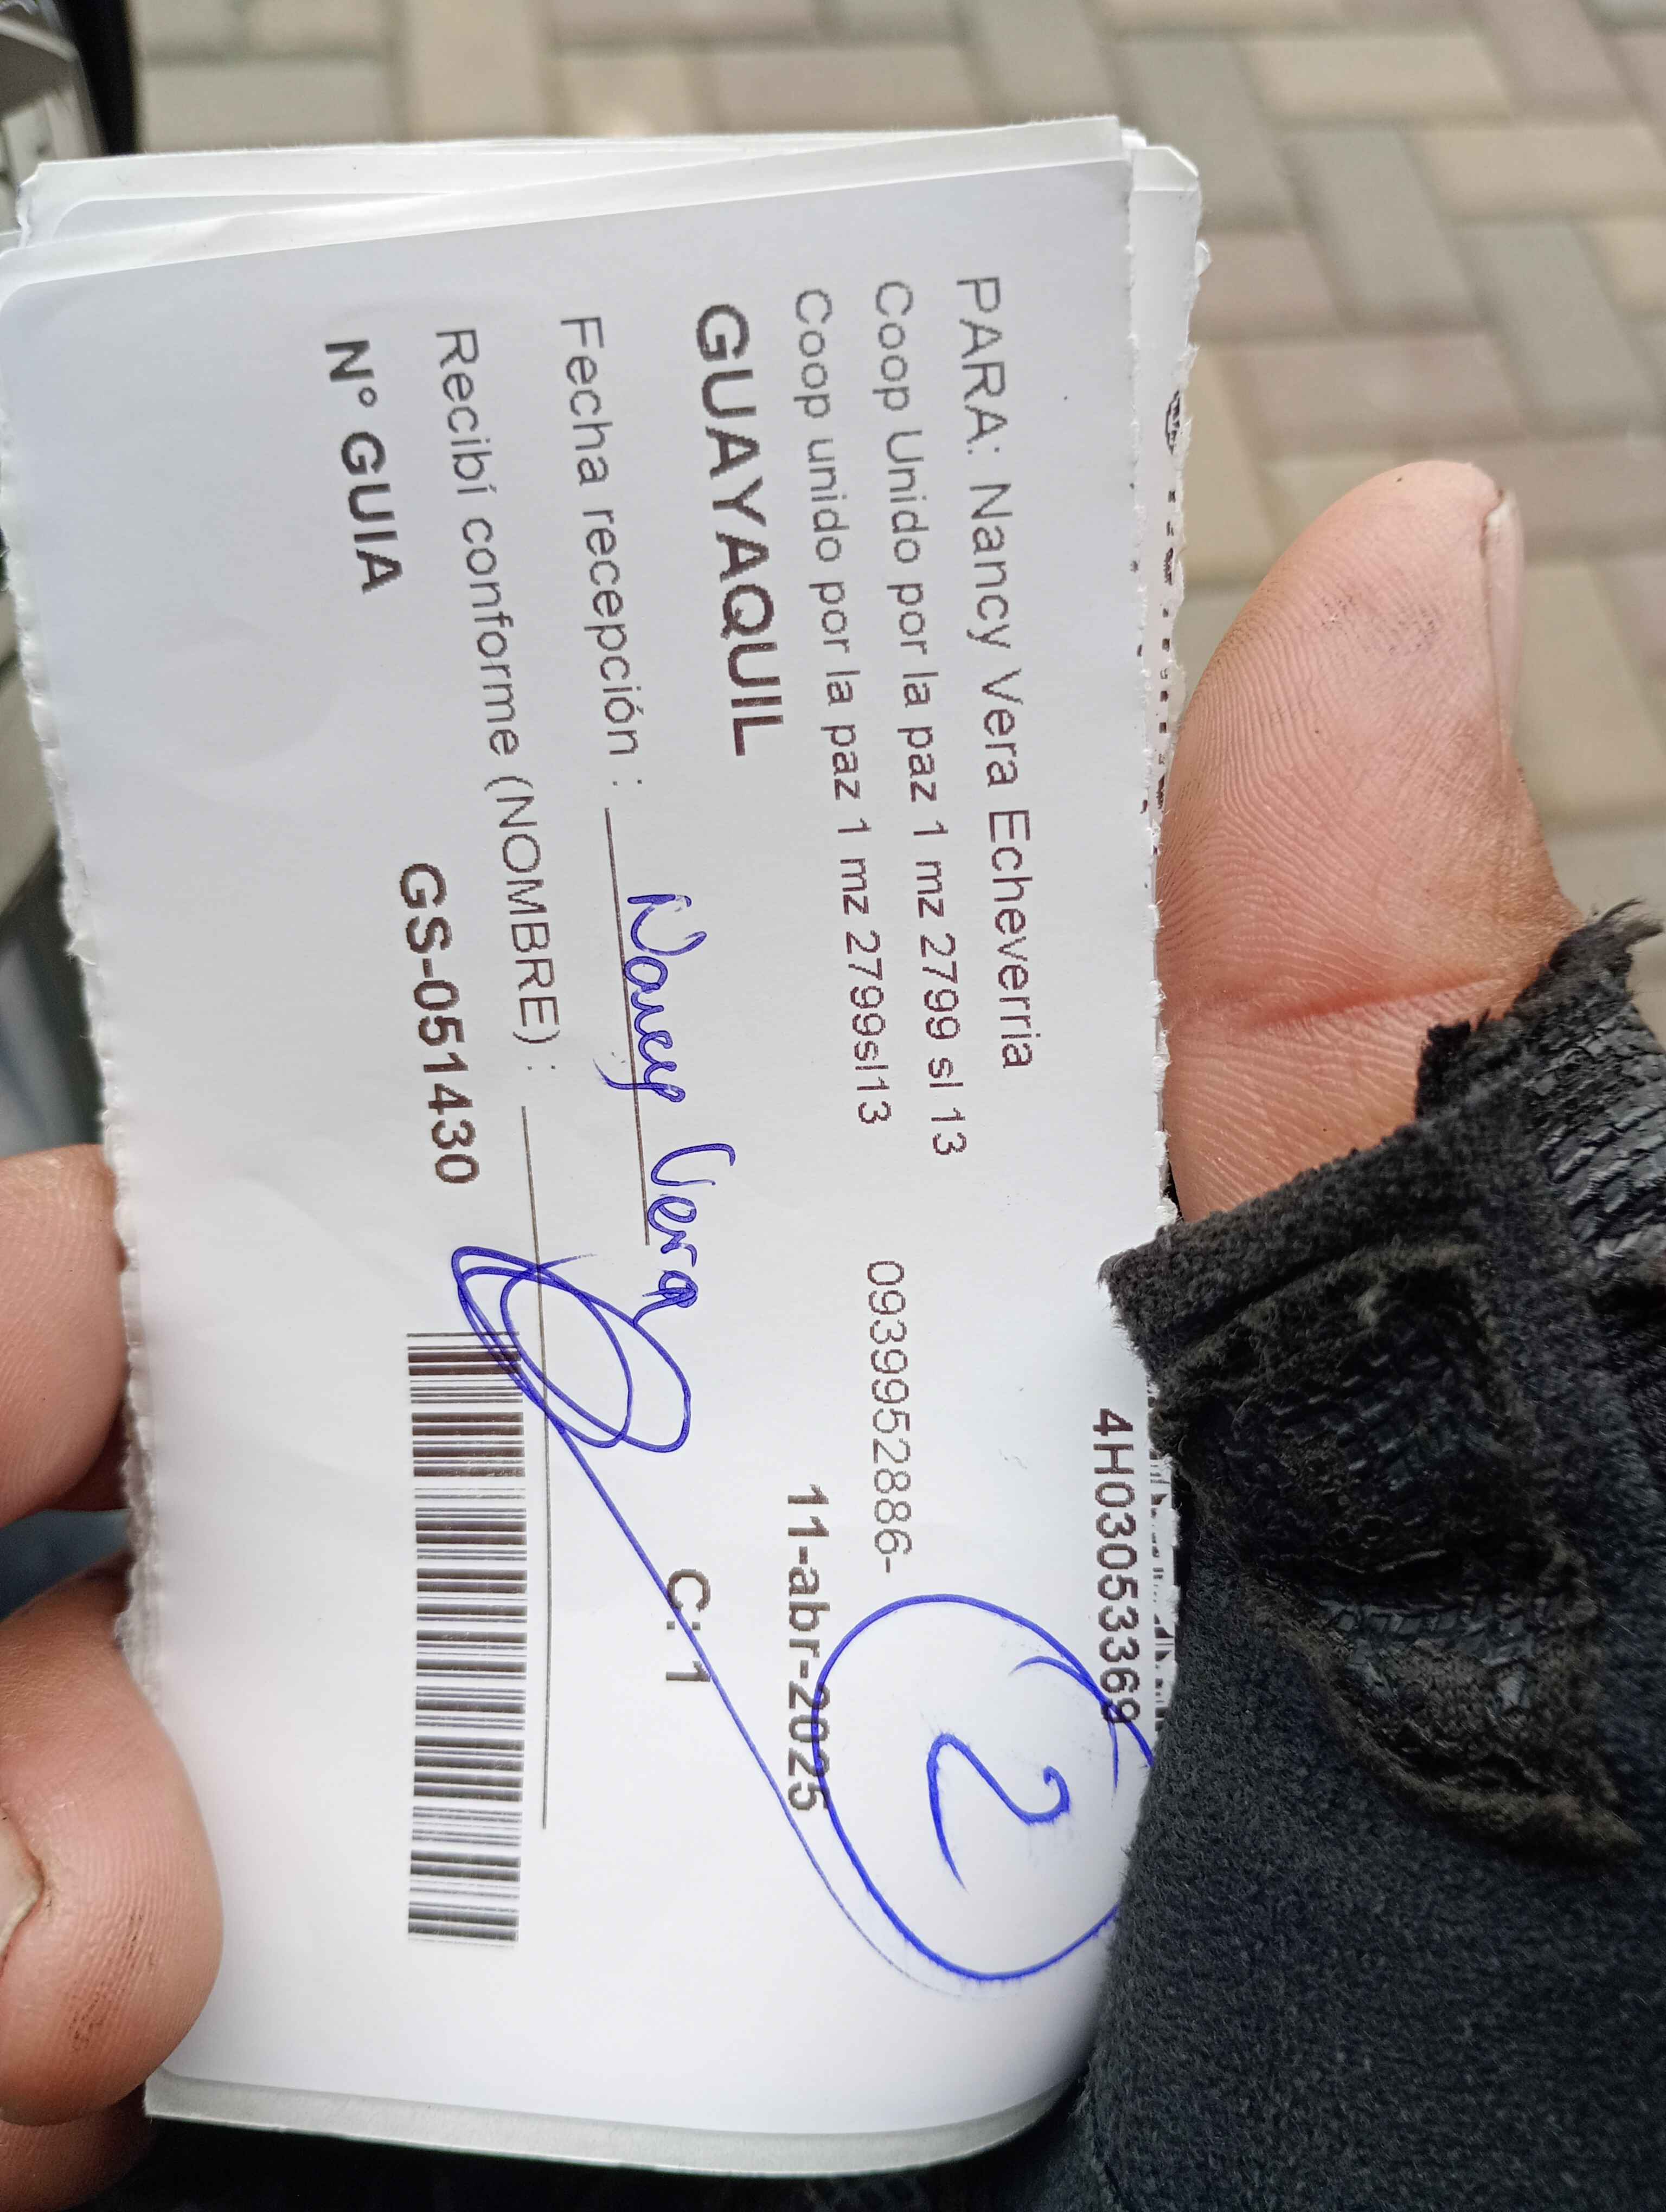 4H03053369
PARA: Nancy Vera Echeverria
Coop Unido por la paz 1 mz 2799 sl 13
Coop unido por la paz 1 mz 2799sl13 0939952886-
2
GUAYAQUIL 11-abr-2025
C: 1
Fecha recepción : Nancy Vera
Recibí conforme (NOMBRE) :
N° GUIA GS-051430